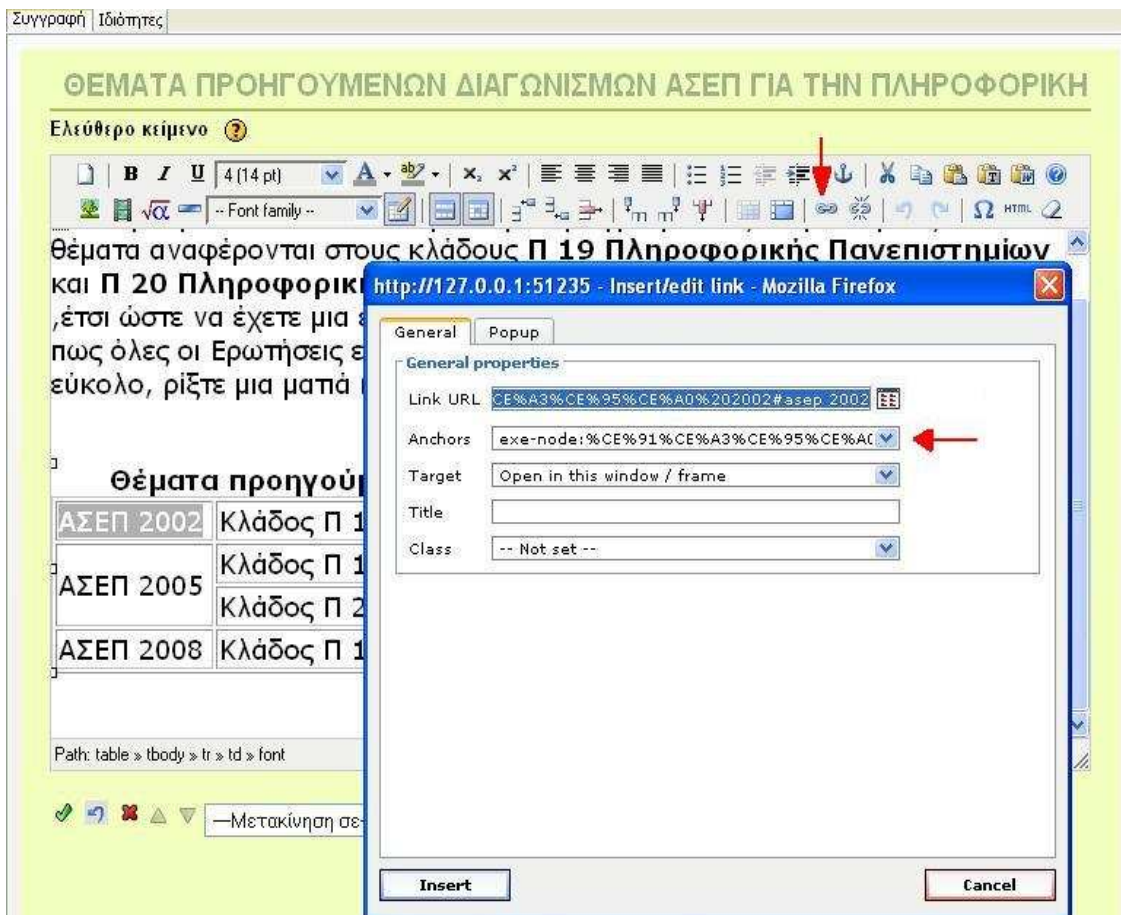 Συγγραφή Ιδιότητες
ΘΕΜΑΤΑ ΠΡΟΗΓΟΥΜΕΝΩΝ ΔΙΑΓΩΝΙΣΜΩΝ ΑΣΕΠ ΓΙΑ ΤΗΝ ΠΛΗΡΟΦΟΡΙΚΗ
Ελεύθερο κείμενο
4 (14 pt)
-- Font family --
HTML
θέματα αναφέρονται στους κλάδους Π 19 Πληροφορικής Πανεπιστημίων
και Π 20 Πληροφορικ
,έτσι ώστε να έχετε μια
πως όλες οι Ερωτήσεις ε
εύκολο, ρίξτε μια ματιά
Θέματα προηγού
ΑΣΕΠ 2002 Κλάδος Π 1
ΑΣΕΠ 2005 Κλάδος Π 1
Κλάδος Π 2
ΑΣΕΠ 2008 Κλάδος Π 1
Path: table » tbody » tr » td » font
—Μετακίνηση σε
http://127.0.0.1:51235 - Insert/edit link - Mozilla Firefox
General Popup
General properties
Link URL CE%A3%CE%95%CE%A0%202002#asep_2002
Anchors exe-node:%CE%91%CE%A3%CE%95%CE%A0
Target Open in this window / frame
Title
Class -- Not set --
Insert Cancel